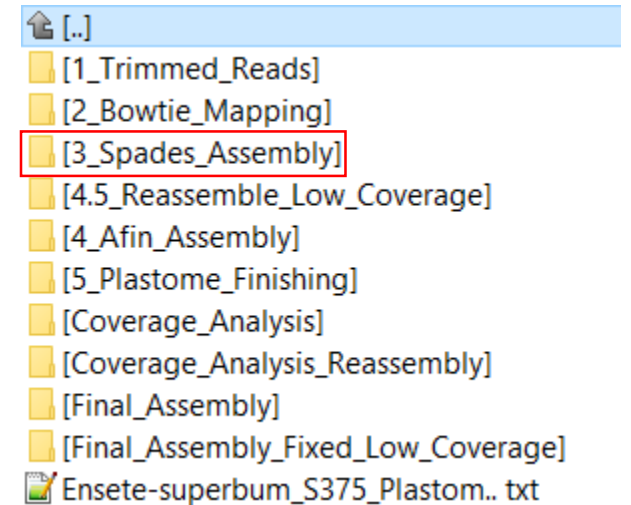 [..]
[1_Trimmed_Reads]
[2_Bowtie_Mapping]
[3_Spades_Assembly]
[4.5_Reassemble_Low_Coverage]
[4_Afin_Assembly]
[5_Plastome_Finishing]
[Coverage_Analysis]
[Coverage_Analysis_Reassembly]
[Final_Assembly]
[Final_Assembly_Fixed_Low_Coverage]
Ensete-superbum_S375_Plastom.. txt